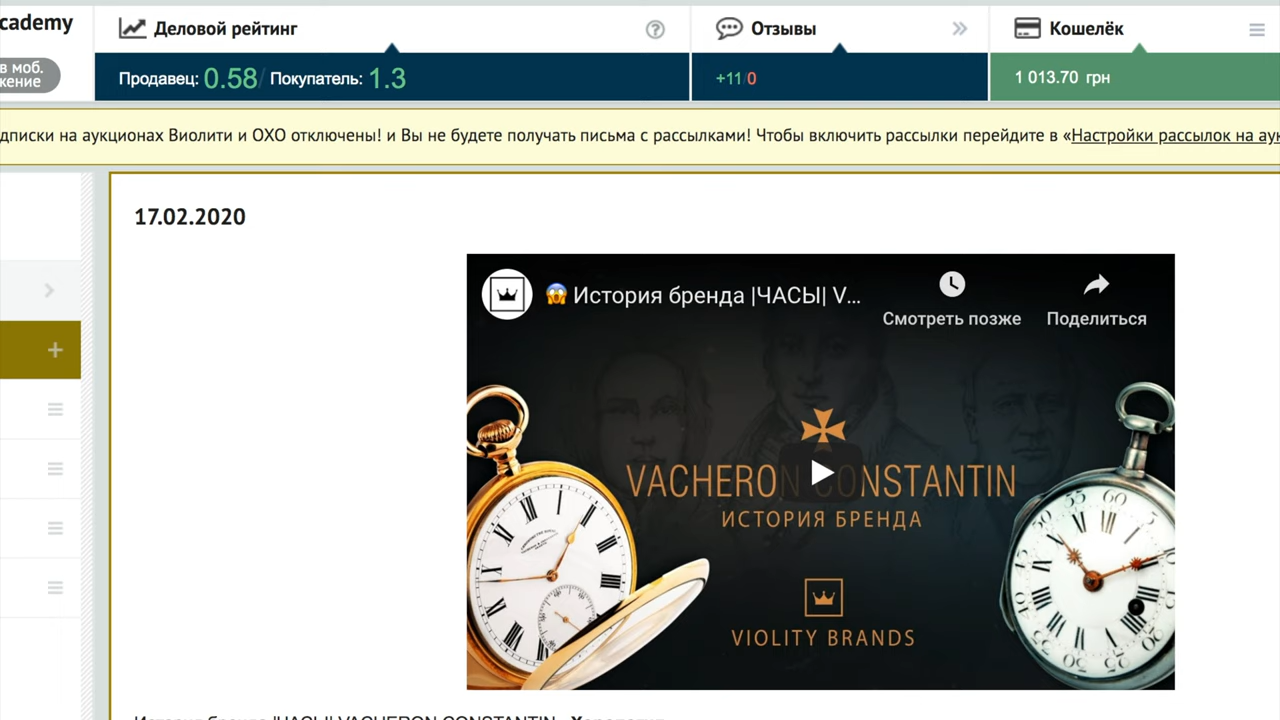 cademy
Деловой рейтинг
Отзывы
Кошелёк
в моб.
жение
Продавец: 0.58/ Покупатель: 1.3
+11/0
1 013.70 грн
дписки на аукционах Виолити и ОХО отключены! и Вы не будете получать письма с рассылками! Чтобы включить рассылки перейдите в «Настройки рассылок на аук
17.02.2020
История бренда |ЧАСЫ| V...
Смотреть позже
Поделиться
VACHERON CONSTANTIN
ИСТОРИЯ БРЕНДА
VIOLITY BRANDS